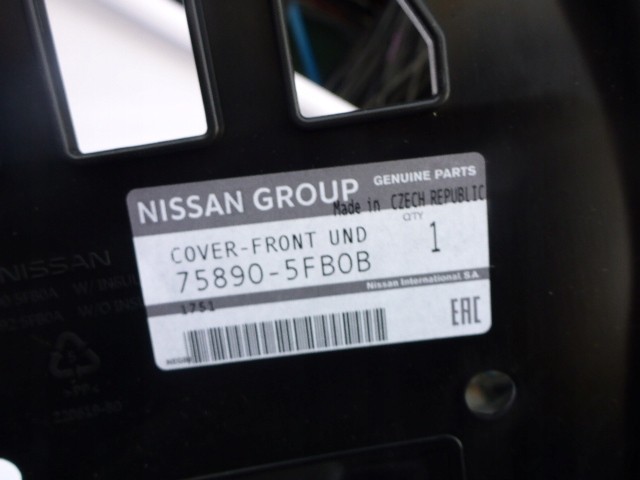 NISSAN GROUP GENUINE PARTS
Made in CZECH REPUBLIC
COVER-FRONT UND QTY
75890-5FB0B 1
Nissan International. S.A.
1751
EAC
NISSAN